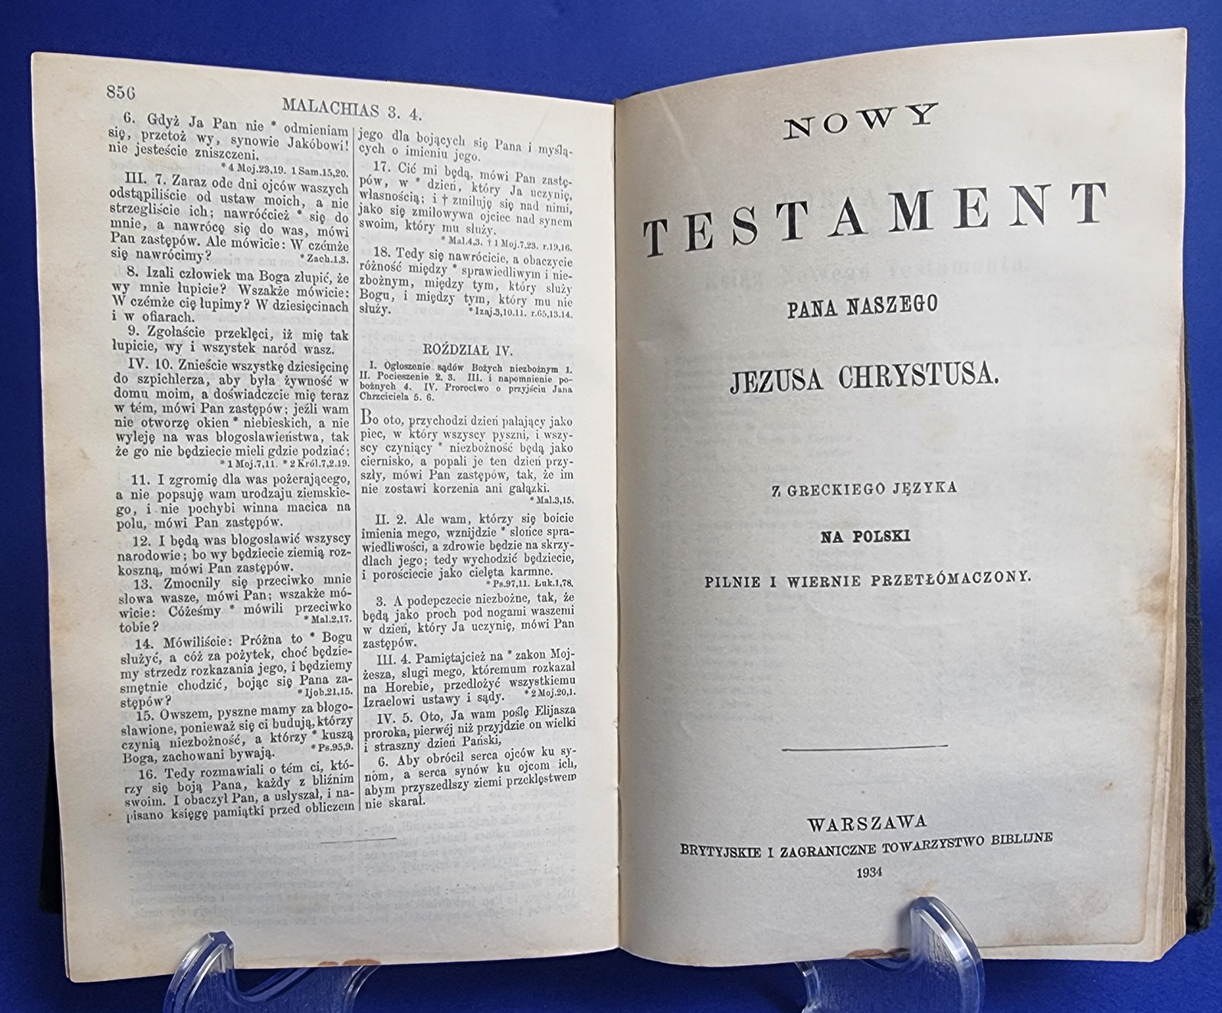 856
MALACHIAS 3. 4.
6. Gdyż Ja Pan nie * odmieniam
się, przetoż wy, synowie Jakóbowi!
nie jesteście zniszczeni.
* 4 Moj.23,19. 1 Sam.15,20.
III. 7. Zaraz ode dni ojców waszych
odstąpiliście od ustaw moich, a nie
strzegliście ich; nawróćcież * się do
mnie, a nawrócę się do was, mówi
Pan zastępów. Ale mówicie: W czémże
się nawrócimy? * Zach.1,3.
8. Izali człowiek ma Boga złupić, że
wy mnie łupicie? Wszakże mówicie:
W czémże cię łupimy? W dziesięcinach
i w ofiarach.
9. Zgołaście przeklęci, iż mię tak
łupicie, wy i wszystek naród wasz.
IV. 10. Znieście wszystkę dziesięcinę
do szpichlerza, aby była żywność w
domu moim, a doświadczcie mię teraz
w tém, mówi Pan zastępów; jeźli wam
nie otworzę okien * niebieskich, a nie
wyleję na was błogosławieństwa, tak
że go nie będziecie mieli gdzie podziać;
* 1 Moj.7,11. * 2 Król.7,2.19.
11. I zgromię dla was pożerającego,
a nie popsuję wam urodzaju ziemskie-
go, i nie pochybi winna macica na
polu, mówi Pan zastępów.
12. I będą was błogosławić wszyscy
narodowie; bo wy będziecie ziemią roz-
koszną, mówi Pan zastępów.
13. Zmocniły się przeciwko mnie
słowa wasze, mówi Pan; wszakże mó-
wicie: Cóżeśmy * mówili przeciwko
tobie? * Mal.2,17.
14. Mówiliście: Próżna to * Bogu
służyć, a cóż za pożytek, choć będzie-
my strzedz rozkazania jego, i będziemy
smętnie chodzić, bojąc się Pana za-
stępów? * Ijob.21,15.
15. Owszem, pyszne mamy za błogo-
sławione, ponieważ się ci budują, którzy
czynią niezbożność, a którzy * kuszą
Boga, zachowani bywają. * Ps.95,9.
16. Tedy rozmawiali o tém ci, któ-
rzy się boją Pana, każdy z bliźnim
swoim. I obaczył Pan, a usłyszał, i na-
pisano księgę pamiątki przed obliczem
jego dla bojących się Pana i myślą-
cych o imieniu jego.
17. Cić mi będą, mówi Pan zastę-
pów, w * dzień, który Ja uczynię,
własnością; i † zmiłuję się nad nimi,
jako się zmiłowywa ojciec nad synem
swoim, który mu służy.
* Mal.4,3. † 1 Moj.7,23. r.19,16.
18. Tedy się nawrócicie, a obaczycie
różność między * sprawiedliwym i nie-
zbożnym, między tym, który służy
Bogu, i między tym, który mu nie
służy. * Izaj.3,10.11. r.65,13.14.
ROŹDZIAŁ IV.
I. Ogłoszenie sądów Bożych niezbożnym 1.
II. Pocieszenie 2. 3. III. i napomnienie po-
bożnych 4. IV. Proroctwo o przyjściu Jana
Chrzciciela 5. 6.
Bo oto, przychodzi dzień pałający jako
piec, w który wszyscy pyszni, i wszy-
scy czyniący * niezbożność będą jako
ciernisko, a popali je ten dzień przy-
szły, mówi Pan zastępów, tak, że im
nie zostawi korzenia ani gałązki.
* Mal.3,15.
II. 2. Ale wam, którzy się boicie
imienia mego, wznijdzie * słońce spra-
wiedliwości, a zdrowie będzie na skrzy-
dłach jego; tedy wychodzić będziecie,
i porościecie jako cielęta karmne.
* Ps.97,11. Luk.1,78.
3. A podepczecie niezbożne, tak, że
będą jako proch pod nogami waszemi
w dzień, który Ja uczynię, mówi Pan
zastępów.
III. 4. Pamiętajcież na * zakon Moj-
żesza, sługi mego, któremum rozkazał
na Horebie, przedłożyć wszystkiemu
Izraelowi ustawy i sądy. * 2 Moj.20,1.
IV. 5. Oto, Ja wam poślę Elijasza
proroka, pierwéj niż przyjdzie on wielki
i straszny dzień Pański,
6. Aby obrócił serca ojców ku sy-
nom, a serca synów ku ojcom ich,
abym przyszedłszy ziemi przeklęstwem
nie skarał.
NOWY
TESTAMENT
PANA NASZEGO
JEZUSA CHRYSTUSA.
Z GRECKIEGO JĘZYKA
NA POLSKI
PILNIE I WIERNIE PRZETŁÓMACZONY.
WARSZAWA
BRYTYJSKIE I ZAGRANICZNE TOWARZYSTWO BIBLIJNE
1934